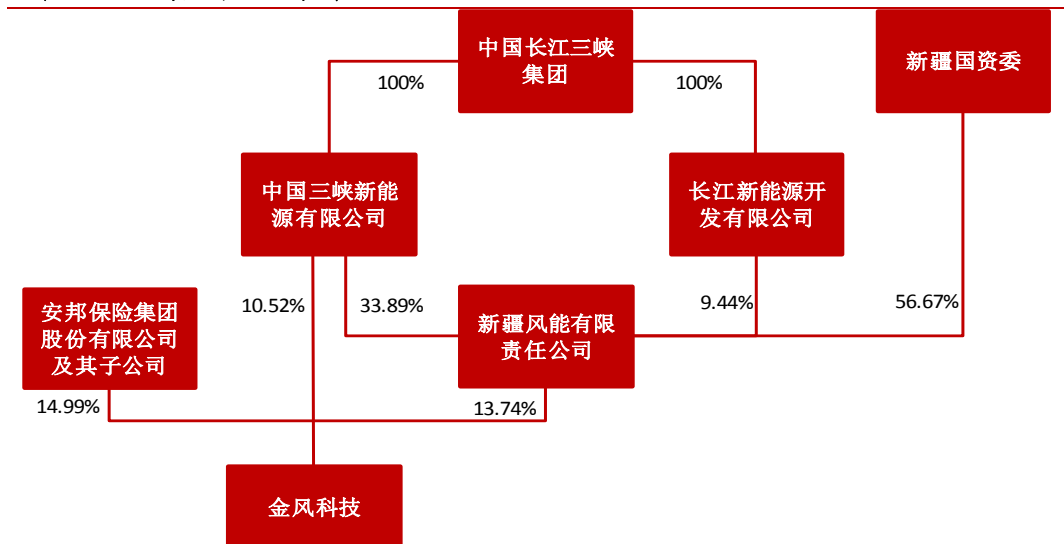 中国长江三峡
集团
新疆国资委
100%
100%
中国三峡新能
源有限公司
长江新能源开
发有限公司
安邦保险集团
股份有限公司
及其子公司
10.52%
33.89%
新疆风能有限
责任公司
9.44%
56.67%
14.99%
13.74%
金风科技